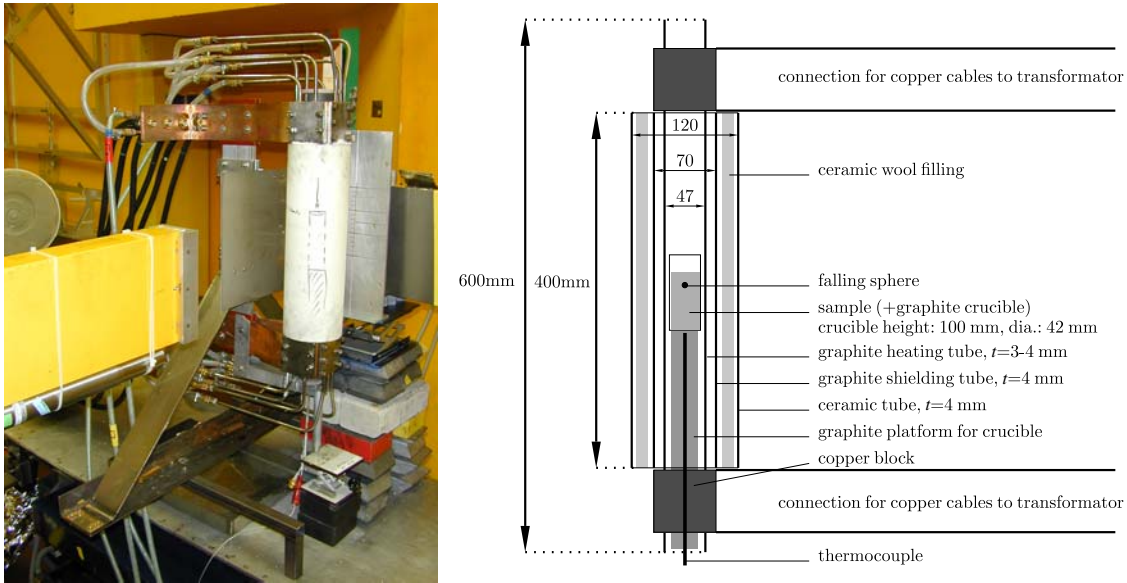 connection for copper cables to transformator
120
70
47
ceramic wool filling
600mm
400mm
falling sphere
sample (+graphite crucible)
crucible height: 100 mm, dia.: 42 mm
graphite heating tube, t=3-4 mm
graphite shielding tube, t=4 mm
ceramic tube, t=4 mm
graphite platform for crucible
copper block
connection for copper cables to transformator
thermocouple